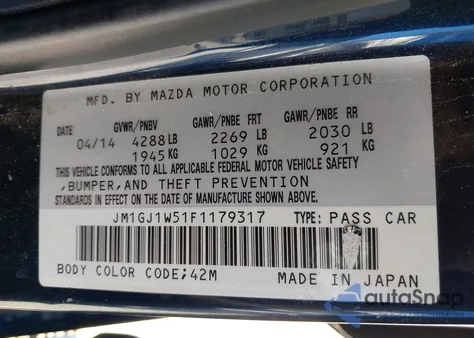 MFD. BY MAZDA MOTOR CORPORATION
DATE GVWR/PNBV GAWR/PNBE FRT GAWR/PNBE RR
04/14 4288 LB 2269 LB 2030 LB
1945 KG 1029 KG 921 KG
THIS VEHICLE CONFORMS TO ALL APPLICABLE FEDERAL MOTOR VEHICLE SAFETY
,BUMPER,AND THEFT PREVENTION
STANDARDS IN EFFECT ON THE DATE OF MANUFACTURE SHOWN ABOVE.
JM1GJ1W51F1179317 TYPE: PASS CAR
BODY COLOR CODE;42M MADE IN JAPAN
autoSnap